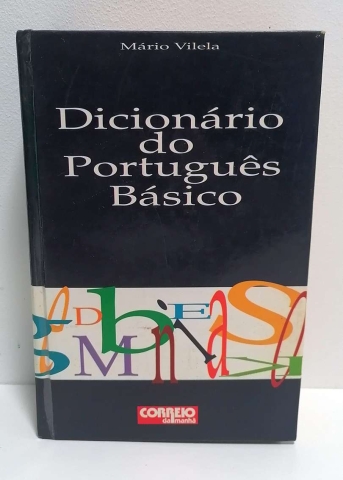 Mário Vilela
Dicionário
do
Português
Básico
CORREIO
da manhã